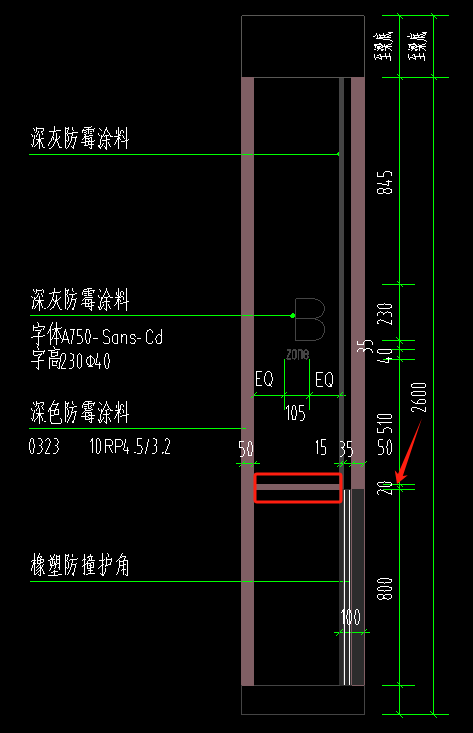 至梁底
至梁底
深灰防霉涂料
845
深灰防霉涂料
字体A750-Sans-Cd
字高230Φ40
B
zone
230
35
40
EQ
EQ
105
2600
深色防霉涂料
0323 10RP4.5/3.2
510
50
15
35
50
20
橡塑防撞护角
800
100